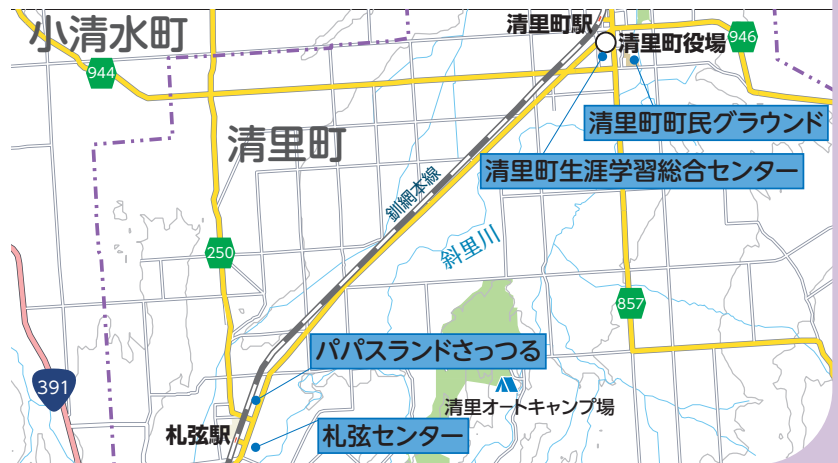 小清水町
清里町駅
清里町役場
946
944
清里町町民グラウンド
清里町
清里町生涯学習総合センター
釧網本線
斜里川
250
857
パパスランドさっつる
391
清里オートキャンプ場
札弦駅
札弦センター